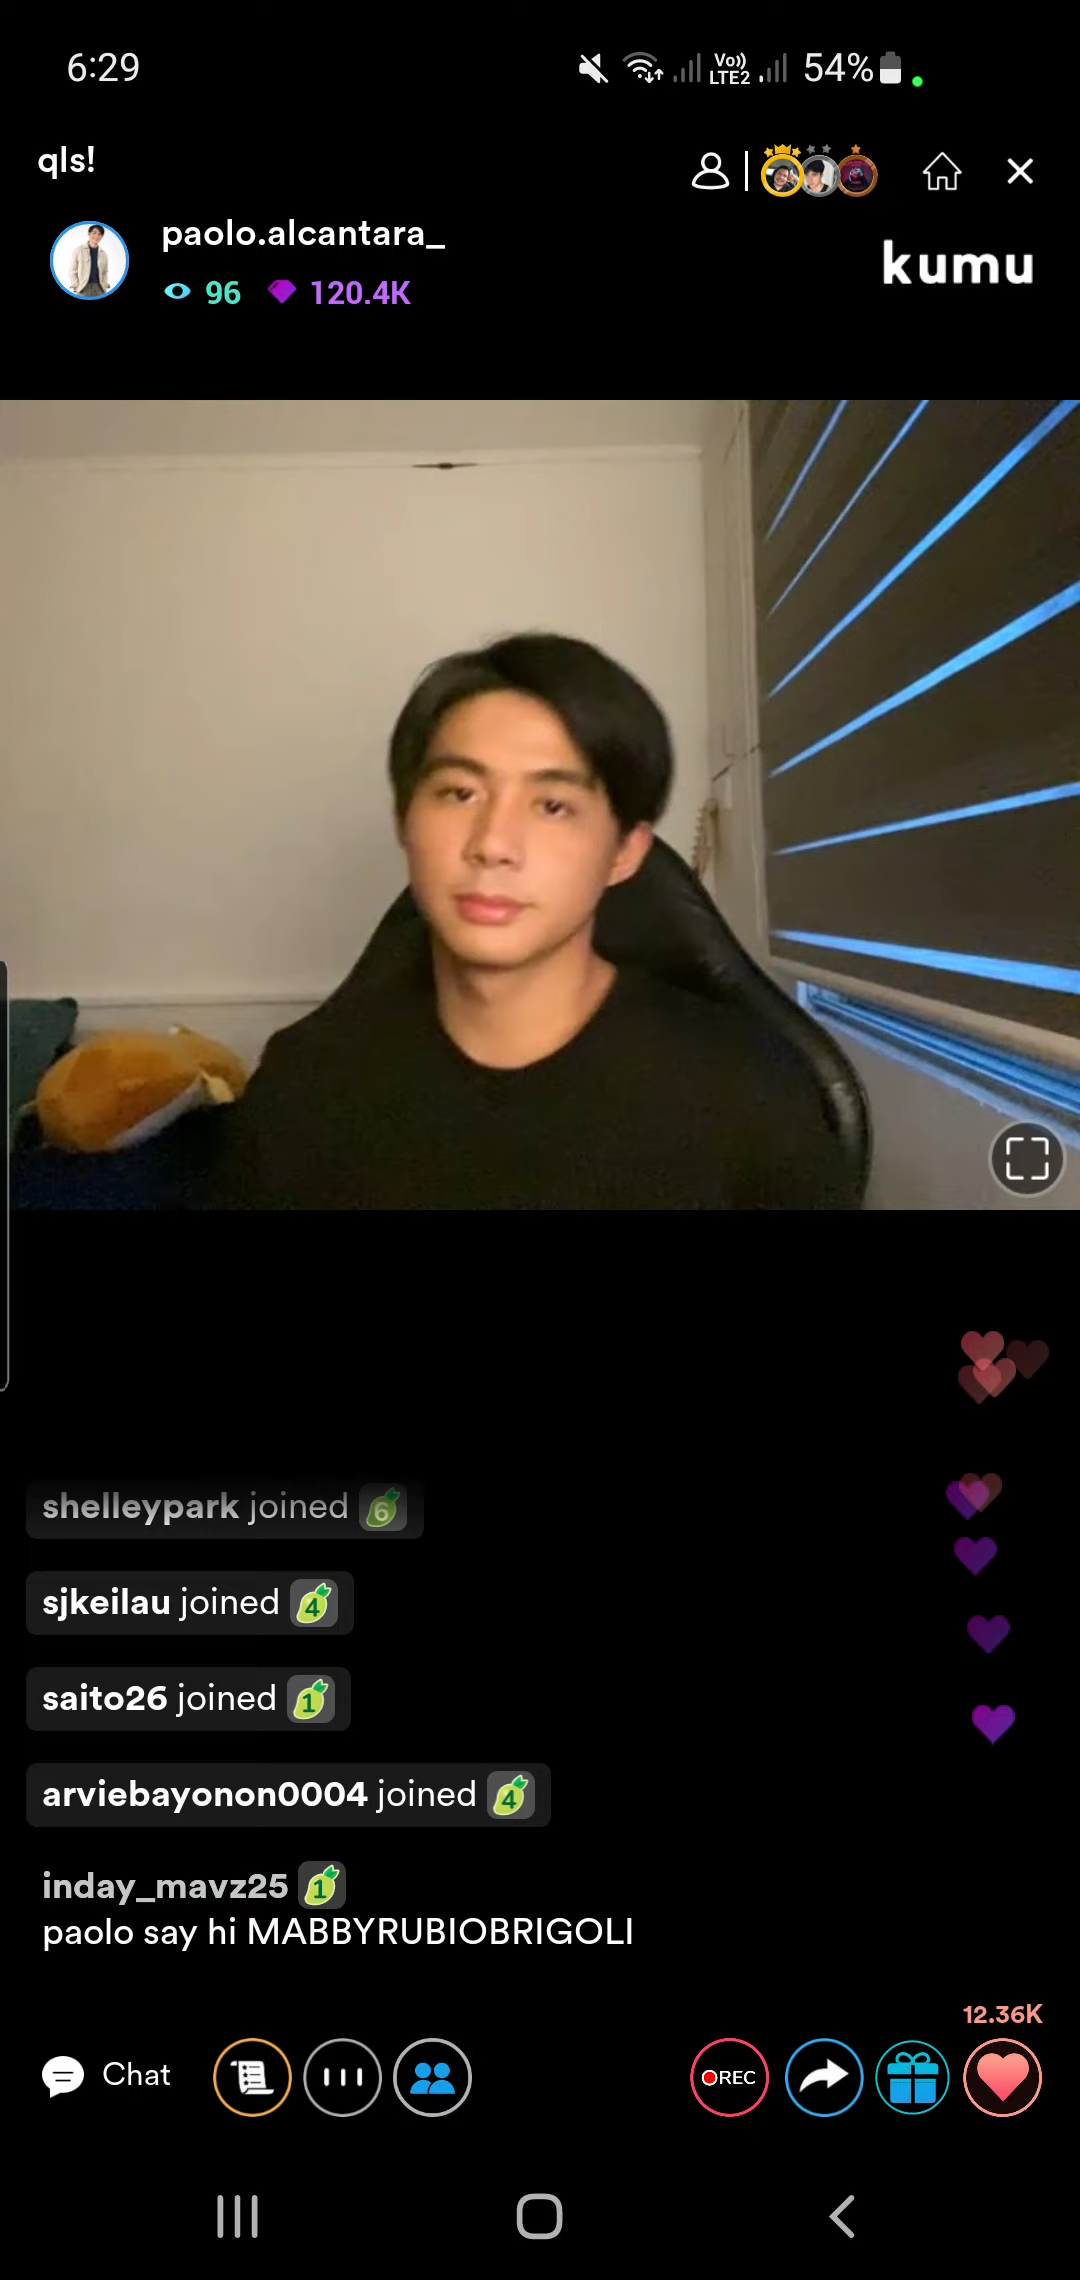 6:29
Vo)) LTE2 54%
qls!
paolo.alcantara_
96 120.4K
kumu
shelleypark joined 6
sjkeilau joined 4
saito26 joined 1
arviebayonon0004 joined 4
inday_mavz25 1
paolo say hi MABBYRUBIOBRIGOLI
12.36K
Chat
REC